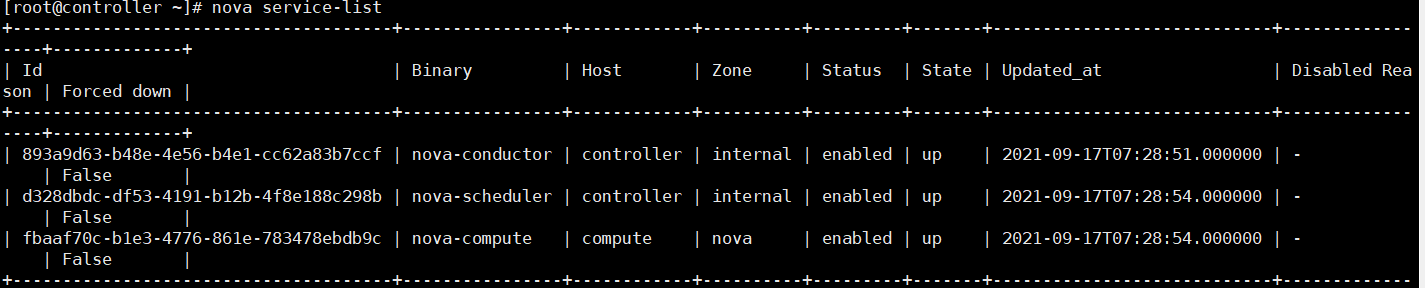 [root@controller ~]# nova service-list
+--------------------------------------+----------------+------------+----------+---------+-------+----------------------------+-------------
----+-------------+
| Id                                   | Binary         | Host       | Zone     | Status  | State | Updated_at                 | Disabled Rea
son | Forced down |
+--------------------------------------+----------------+------------+----------+---------+-------+----------------------------+-------------
----+-------------+
| 893a9d63-b48e-4e56-b4e1-cc62a83b7ccf | nova-conductor | controller | internal | enabled | up    | 2021-09-17T07:28:51.000000 | -
    | False       |
| d328dbdc-df53-4191-b12b-4f8e188c298b | nova-scheduler | controller | internal | enabled | up    | 2021-09-17T07:28:54.000000 | -
    | False       |
| fbaaf70c-b1e3-4776-861e-783478ebdb9c | nova-compute   | compute    | nova     | enabled | up    | 2021-09-17T07:28:54.000000 | -
    | False       |
+--------------------------------------+----------------+------------+----------+---------+-------+----------------------------+-------------